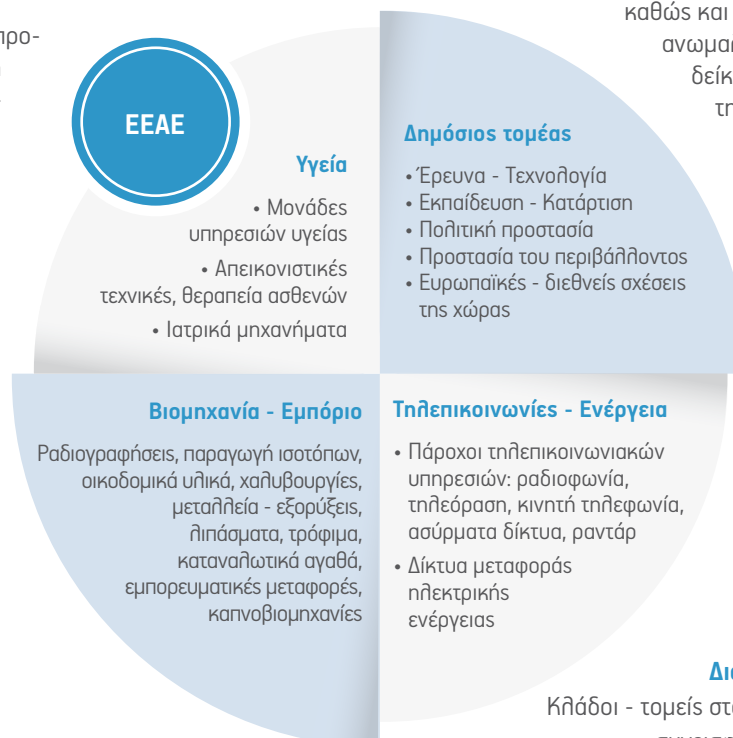 καθώς και
ΕΕΑΕ
Υγεία
• Μονάδες
υπηρεσιών υγείας
• Απεικονιστικές
τεχνικές, θεραπεία ασθενών
• Ιατρικά μηχανήματα
Δημόσιος τομέας
• Έρευνα - Τεχνολογία
• Εκπαίδευση - Κατάρτιση
• Πολιτική προστασία
• Προστασία του περιβάλλοντος
• Ευρωπαϊκές - διεθνείς σχέσεις
της χώρας
Βιομηχανία - Εμπόριο
Ραδιογραφήσεις, παραγωγή ισοτόπων,
οικοδομικά υλικά, χαλυβουργίες,
μεταλλεία - εξορύξεις,
λιπάσματα, τρόφιμα,
καταναλωτικά αγαθά,
εμπορευματικές μεταφορές,
καπνοβιομηχανίες
Τηλεπικοινωνίες - Ενέργεια
• Πάροχοι τηλεπικοινωνιακών
υπηρεσιών: ραδιοφωνία,
τηλεόραση, κινητή τηλεφωνία,
ασύρματα δίκτυα, ραντάρ
• Δίκτυα μεταφοράς
ηλεκτρικής
ενέργειας
Κλάδοι - τομείς